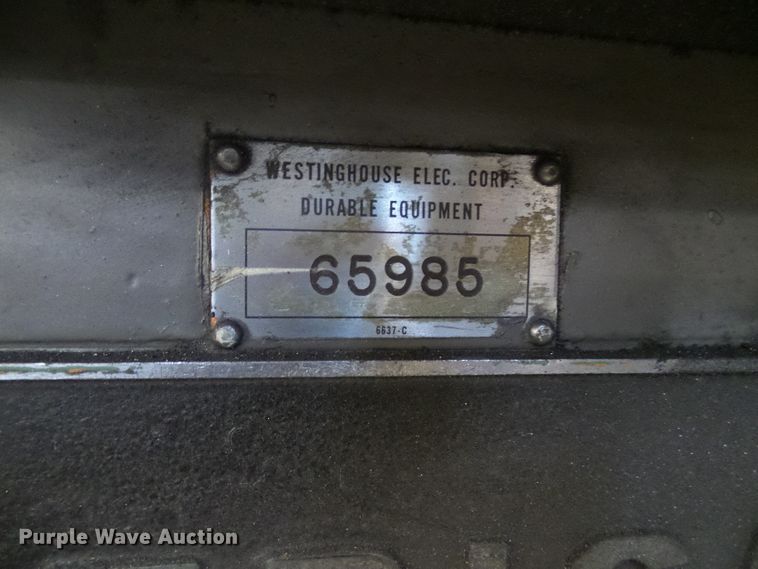 WESTINGHOUSE ELEC. CORP.
DURABLE EQUIPMENT
65985
6637-C
Purple Wave Auction®